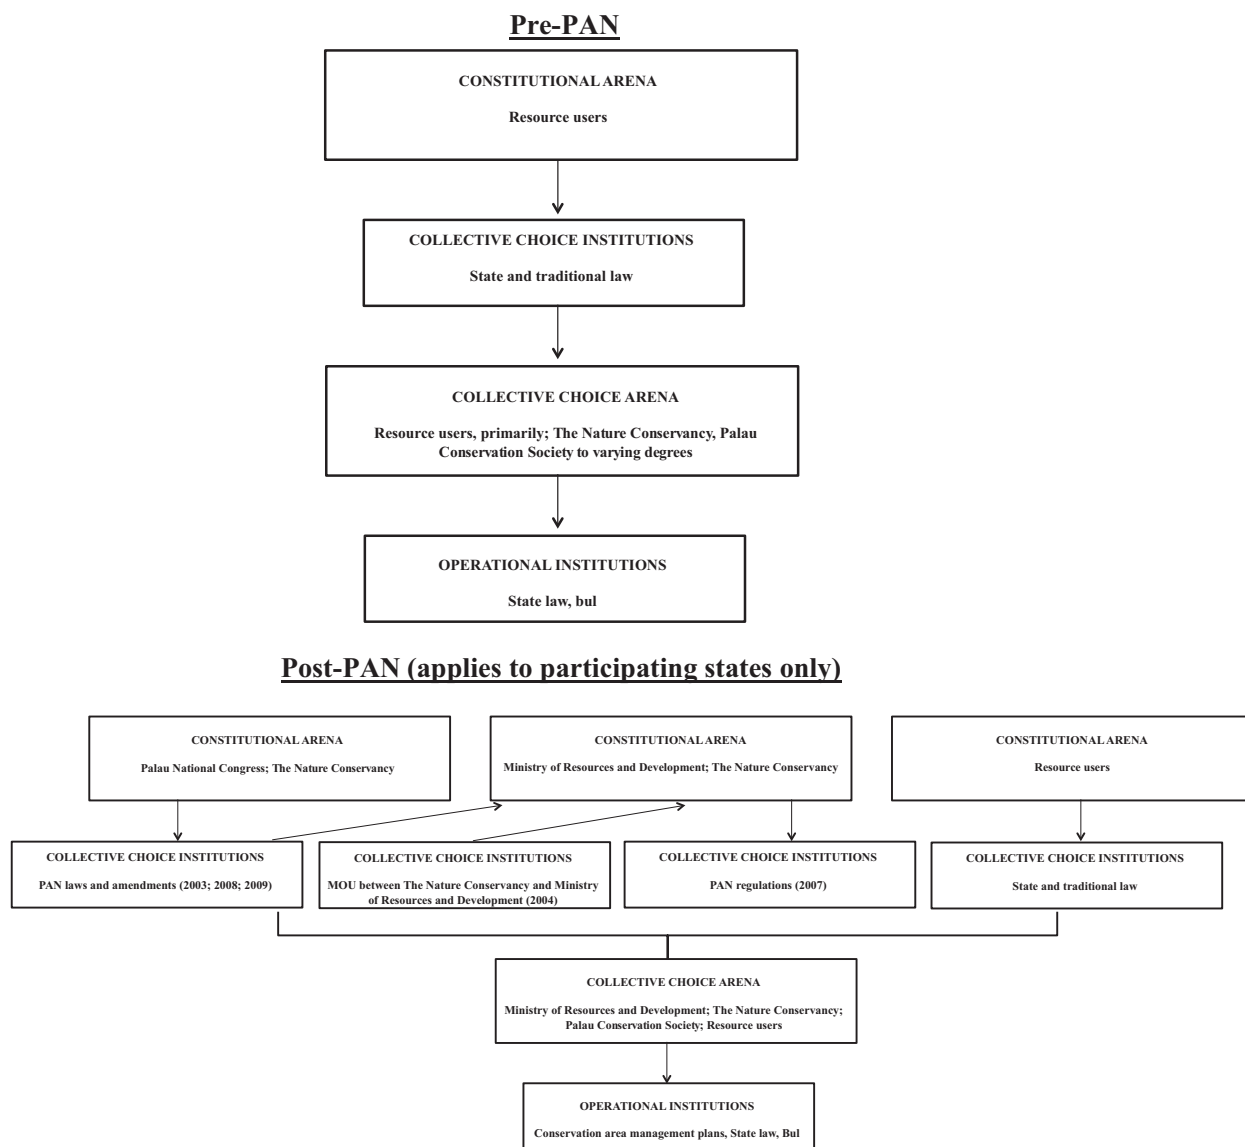 Pre-PAN
CONSTITUTIONAL ARENA
Resource users
COLLECTIVE CHOICE INSTITUTIONS
State and traditional law
COLLECTIVE CHOICE ARENA
Resource users, primarily; The Nature Conservancy, Palau
Conservation Society to varying degrees
OPERATIONAL INSTITUTIONS
State law, bul
Post-PAN (applies to participating states only)
CONSTITUTIONAL ARENA
Palau National Congress; The Nature Conservancy
CONSTITUTIONAL ARENA
Ministry of Resources and Development; The Nature Conservancy
CONSTITUTIONAL ARENA
Resource users
COLLECTIVE CHOICE INSTITUTIONS
PAN laws and amendments (2003; 2008; 2009)
COLLECTIVE CHOICE INSTITUTIONS
MOU between The Nature Conservancy and Ministry
of Resources and Development (2004)
COLLECTIVE CHOICE INSTITUTIONS
PAN regulations (2007)
COLLECTIVE CHOICE INSTITUTIONS
State and traditional law
COLLECTIVE CHOICE ARENA
Ministry of Resources and Development; The Nature Conservancy;
Palau Conservation Society; Resource users
OPERATIONAL INSTITUTIONS
Conservation area management plans, State law, Bul